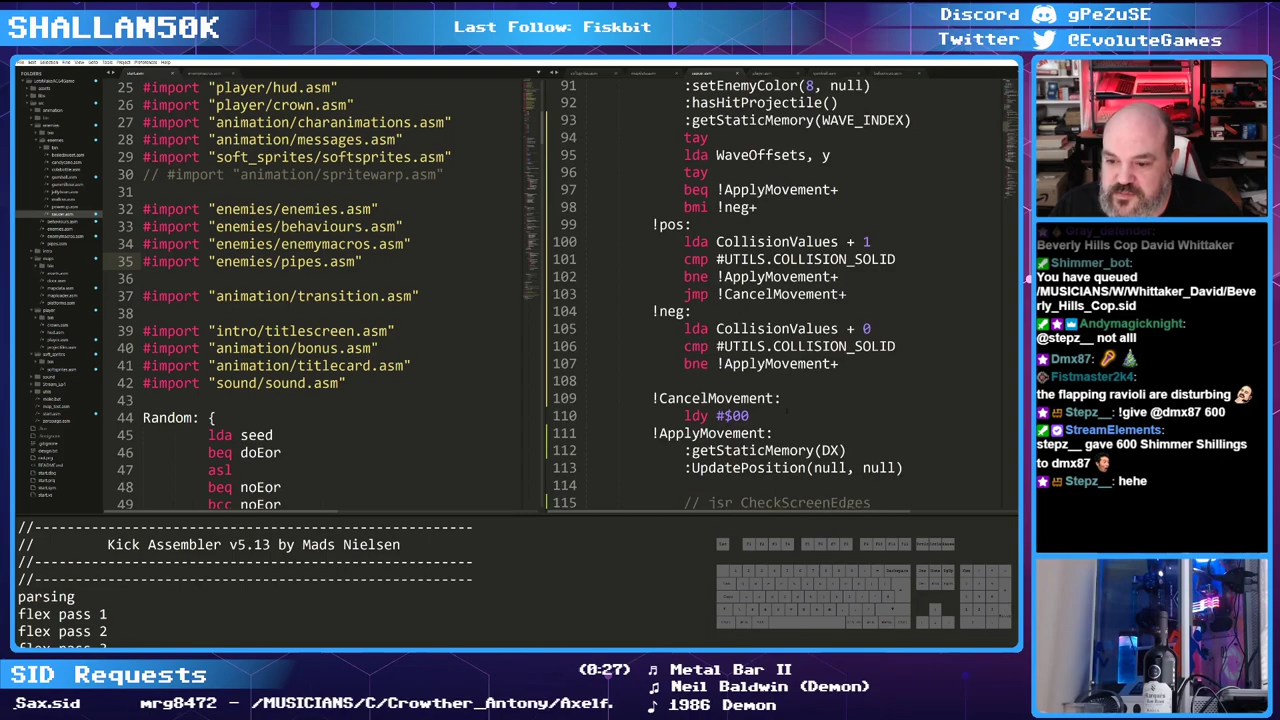 SHALLAN50K
Last Follow: Fiskbit
Discord gPeZuSE
Twitter @EvoluteGames
FOLDERS
25 #import "player/hud.asm"
26 #import "player/crown.asm"
27 #import "animation/charanimations.asm"
28 #import "animation/messages.asm"
29 #import "soft_sprites/softsprites.asm"
30 // #import "animation/spritewarp.asm"
31
32 #import "enemies/enemies.asm"
33 #import "enemies/behaviours.asm"
34 #import "enemies/enemymacros.asm"
35 #import "enemies/pipes.asm"
36
37 #import "animation/transition.asm"
38
39 #import "intro/titlescreen.asm"
40 #import "animation/bonus.asm"
41 #import "animation/titlecard.asm"
42 #import "sound/sound.asm"
43
44 Random: {
45 lda seed
46 beq doEor
47 asl
48 beq noEor
49 bcc noEor
91 :setEnemyColor(8, null)
92 :hasHitProjectile()
93 :getStaticMemory(WAVE_INDEX)
94 tay
95 lda WaveOffsets, y
96 tay
97 beq !ApplyMovement+
98 bmi !neg+
99 !pos:
100 lda CollisionValues + 1
101 cmp #UTILS.COLLISION_SOLID
102 bne !ApplyMovement+
103 jmp !CancelMovement+
104 !neg:
105 lda CollisionValues + 0
106 cmp #UTILS.COLLISION_SOLID
107 bne !ApplyMovement+
108
109 !CancelMovement:
110 ldy #$00
111 !ApplyMovement:
112 :getStaticMemory(DX)
113 :UpdatePosition(null, null)
114
115 // jsr CheckScreenEdges
//------------------------------------------------------
// Kick Assembler v5.13 by Mads Nielsen
//------------------------------------------------------
//------------------------------------------------------
parsing
flex pass 1
flex pass 2
flex pass 3
Gray_defender:
Beverly Hills Cop David Whittaker
Shimmer_bot:
You have queued
/MUSICIANS/W/Whittaker_David/Beve
rly_Hills_Cop.sid
Andymagicknight:
@stepz__ not alll
Dmx87:
Fistmaster2k4:
the flapping ravioli are disturbing
Stepz__: !give @dmx87 600
StreamElements:
stepz__ gave 600 Shimmer Shillings
to dmx87
Stepz__: hehe
SID Requests
(0:27) Metal Bar II
Neil Baldwin (Demon)
1986 Demon
Sax.sid mrg8472 - /MUSICIANS/C/Crowther_Antony/Axelf.